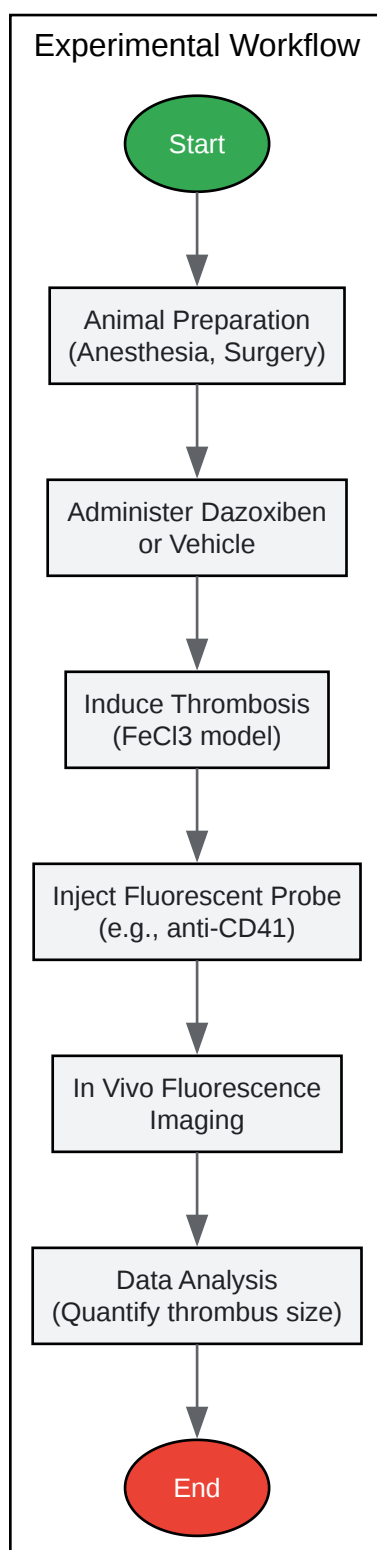 Experimental Workflow
Start
Animal Preparation
(Anesthesia, Surgery)
Administer Dazoxiben
or Vehicle
Induce Thrombosis
(FeCl3 model)
Inject Fluorescent Probe
(e.g., anti-CD41)
In Vivo Fluorescence
Imaging
Data Analysis
(Quantify thrombus size)
End